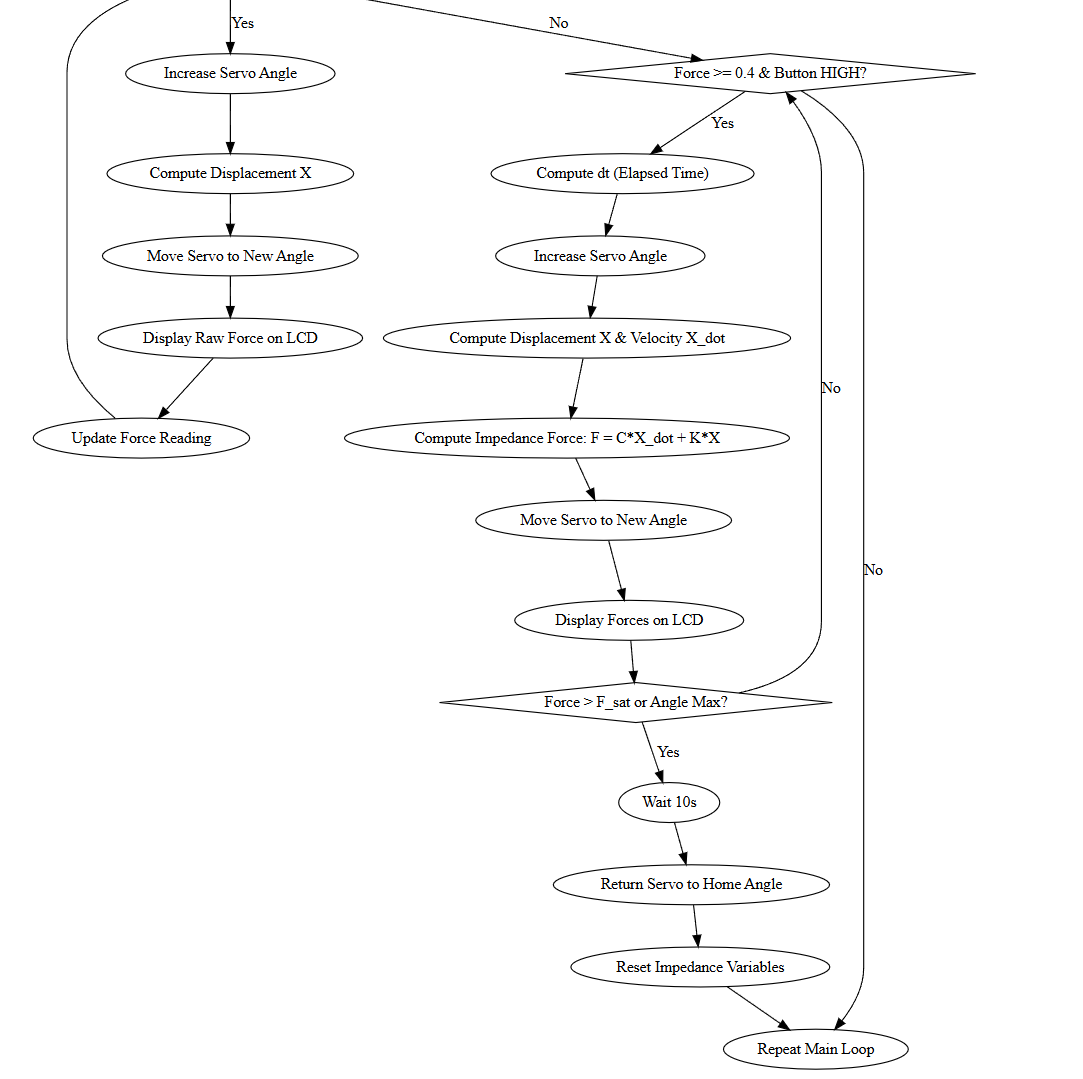 Yes
No
Increase Servo Angle
Force >= 0.4 & Button HIGH?
Yes
Compute Displacement X
Compute dt (Elapsed Time)
Move Servo to New Angle
Increase Servo Angle
Display Raw Force on LCD
Compute Displacement X & Velocity X_dot
No
Update Force Reading
Compute Impedance Force: F = C*X_dot + K*X
Move Servo to New Angle
No
Display Forces on LCD
Force > F_sat or Angle Max?
Yes
Wait 10s
Return Servo to Home Angle
Reset Impedance Variables
Repeat Main Loop